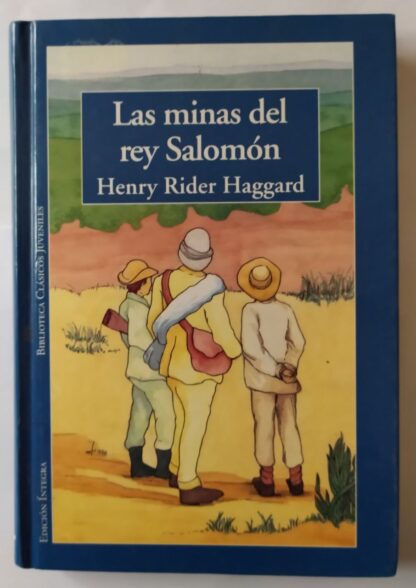 Las minas del
rey Salomón
Henry Rider Haggard
Biblioteca Clásicos Juveniles
Edición Íntegra